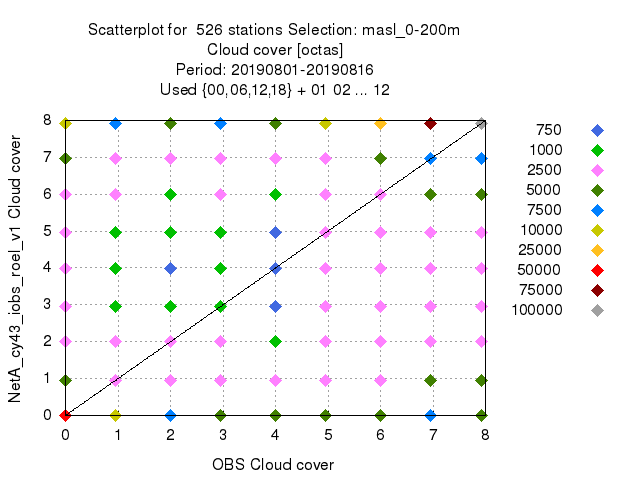 Scatterplot for 526 stations Selection: masl_0-200m
Cloud cover [octas]
Period: 20190801-20190816
Used {00,06,12,18} + 01 02 ... 12
NetA_cy43_iobs_roel_v1 Cloud cover
8
7
6
5
4
3
2
1
0
0 1 2 3 4 5 6 7 8
OBS Cloud cover
750
1000
2500
5000
7500
10000
25000
50000
75000
100000